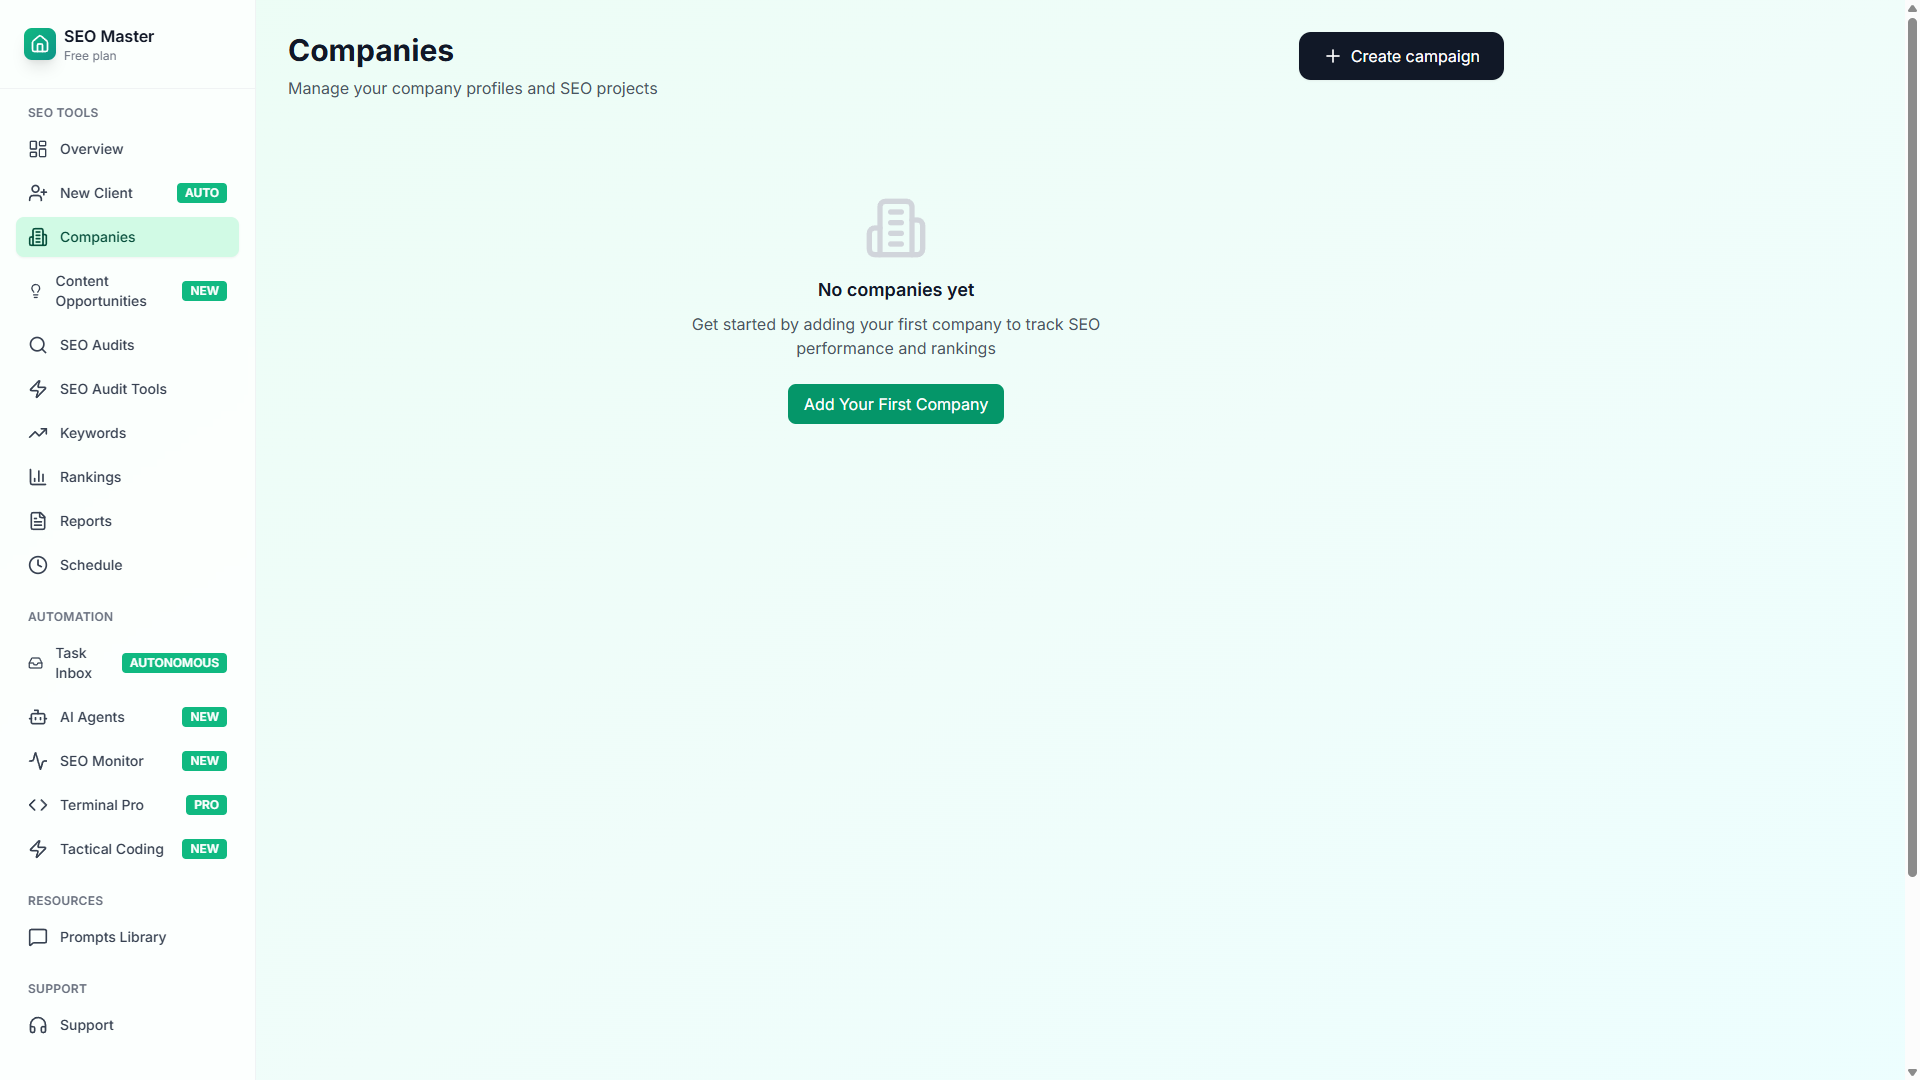 SEO Master
Free plan
SEO TOOLS
Overview
New Client
AUTO
Companies
Content
Opportunities
NEW
SEO Audits
SEO Audit Tools
Keywords
Rankings
Reports
Schedule
AUTOMATION
Task
Inbox
AUTONOMOUS
AI Agents
NEW
SEO Monitor
NEW
Terminal Pro
PRO
Tactical Coding
NEW
RESOURCES
Prompts Library
SUPPORT
Support
Companies
Manage your company profiles and SEO projects
Create campaign
No companies yet
Get started by adding your first company to track SEO
performance and rankings
Add Your First Company